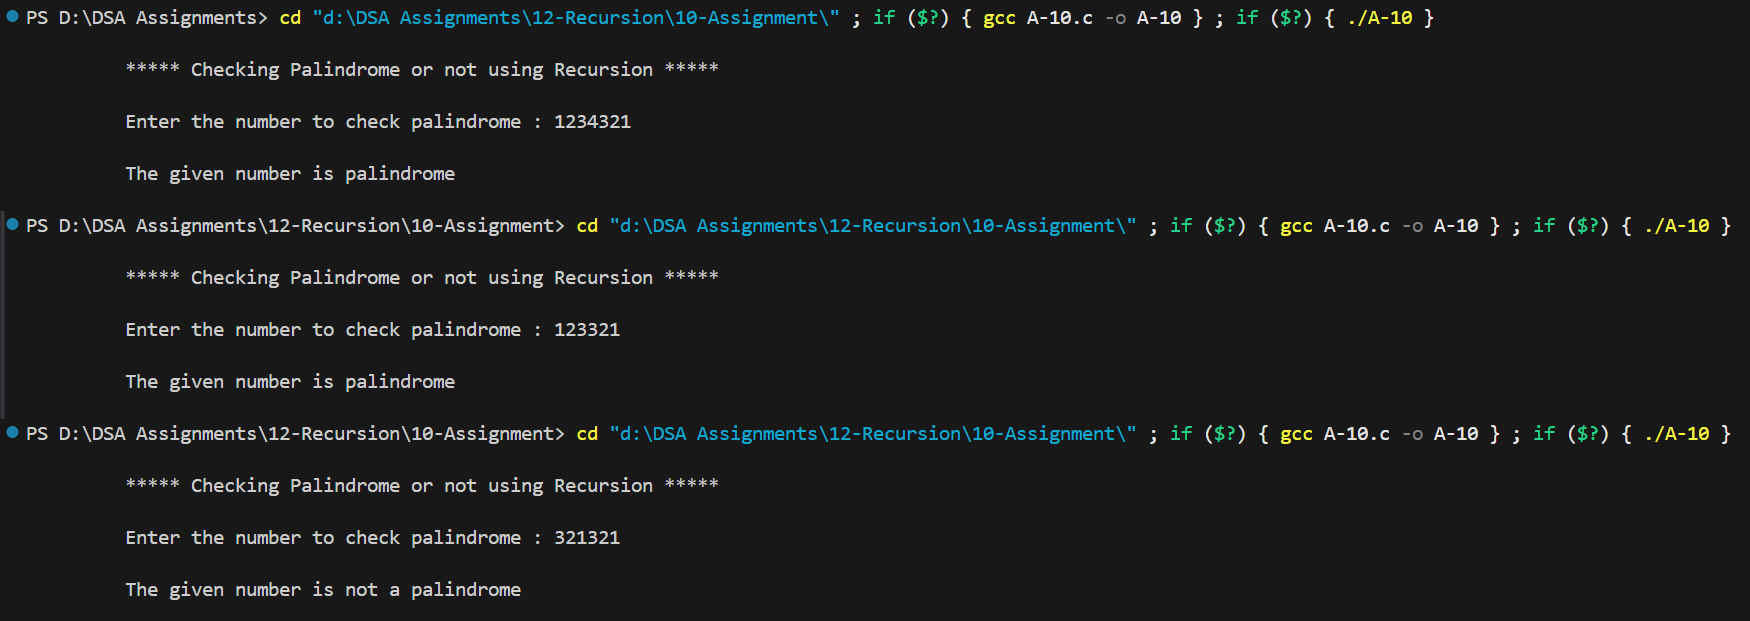 PS D:\DSA Assignments> cd "d:\DSA Assignments\12-Recursion\10-Assignment\" ; if ($?) { gcc A-10.c -o A-10 } ; if ($?) { ./A-10 }
***** Checking Palindrome or not using Recursion *****
Enter the number to check palindrome : 1234321
The given number is palindrome
PS D:\DSA Assignments\12-Recursion\10-Assignment> cd "d:\DSA Assignments\12-Recursion\10-Assignment\" ; if ($?) { gcc A-10.c -o A-10 } ; if ($?) { ./A-10 }
***** Checking Palindrome or not using Recursion *****
Enter the number to check palindrome : 123321
The given number is palindrome
PS D:\DSA Assignments\12-Recursion\10-Assignment> cd "d:\DSA Assignments\12-Recursion\10-Assignment\" ; if ($?) { gcc A-10.c -o A-10 } ; if ($?) { ./A-10 }
***** Checking Palindrome or not using Recursion *****
Enter the number to check palindrome : 321321
The given number is not a palindrome